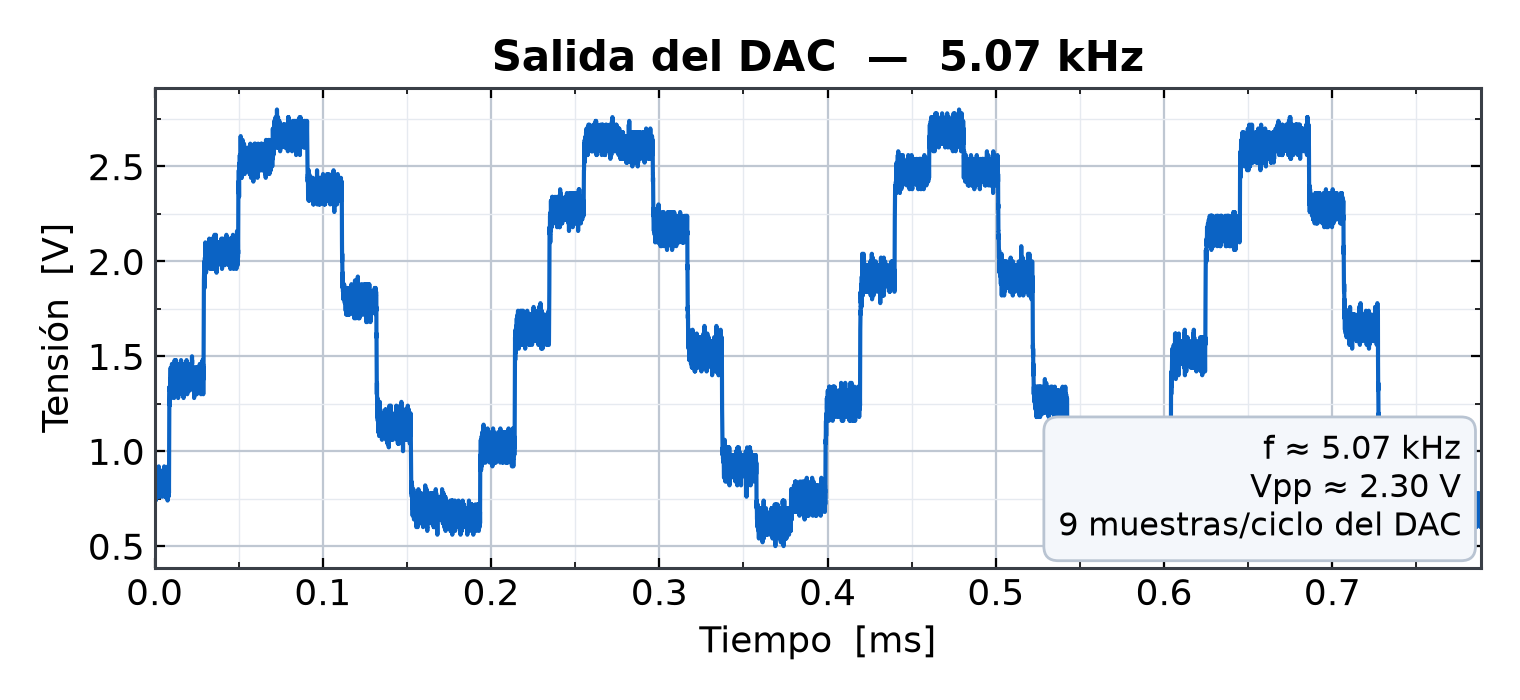 Salida del DAC — 5.07 kHz
Tensión [V]
2.5
2.0
1.5
1.0
0.5
f ≈ 5.07 kHz
Vpp ≈ 2.30 V
9 muestras/ciclo del DAC
0.0 0.1 0.2 0.3 0.4 0.5 0.6 0.7
Tiempo [ms]